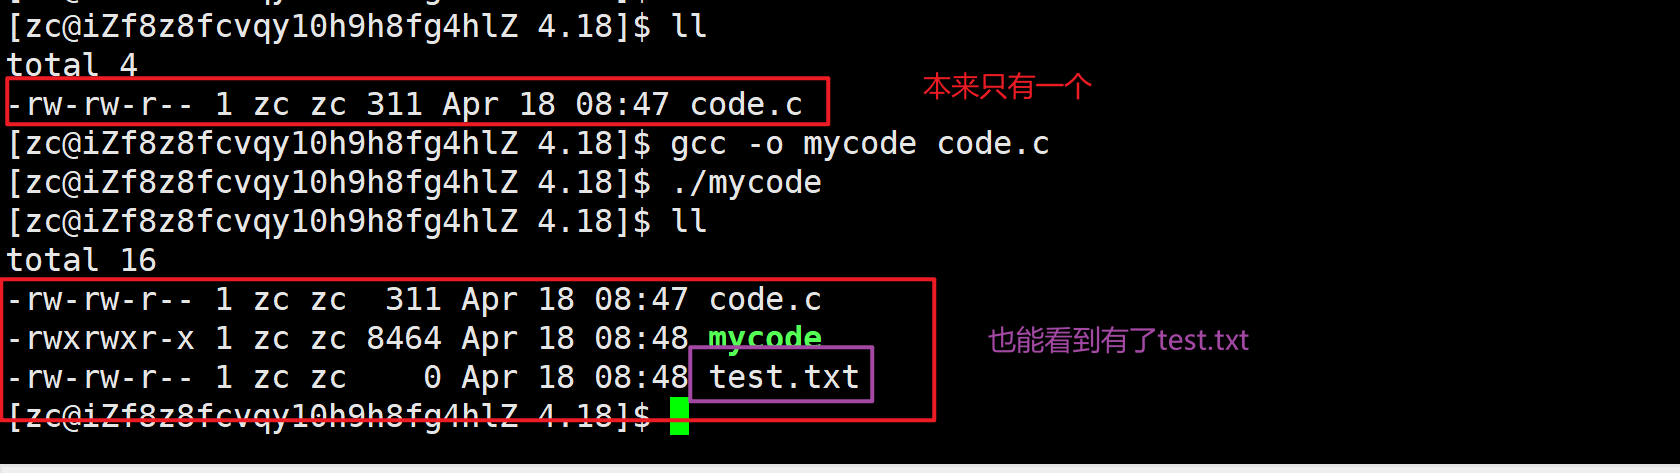 [zc@iZf8z8fcvqy10h9h8fg4hlZ 4.18]$ ll
total 4
-rw-rw-r-- 1 zc zc 311 Apr 18 08:47 code.c
本来只有一个
[zc@iZf8z8fcvqy10h9h8fg4hlZ 4.18]$ gcc -o mycode code.c
[zc@iZf8z8fcvqy10h9h8fg4hlZ 4.18]$ ./mycode
[zc@iZf8z8fcvqy10h9h8fg4hlZ 4.18]$ ll
total 16
-rw-rw-r-- 1 zc zc  311 Apr 18 08:47 code.c
-rwxrwxr-x 1 zc zc 8464 Apr 18 08:48 mycode
也能看到有了test.txt
-rw-rw-r-- 1 zc zc    0 Apr 18 08:48 test.txt
[zc@iZf8z8fcvqy10h9h8fg4hlZ 4.18]$